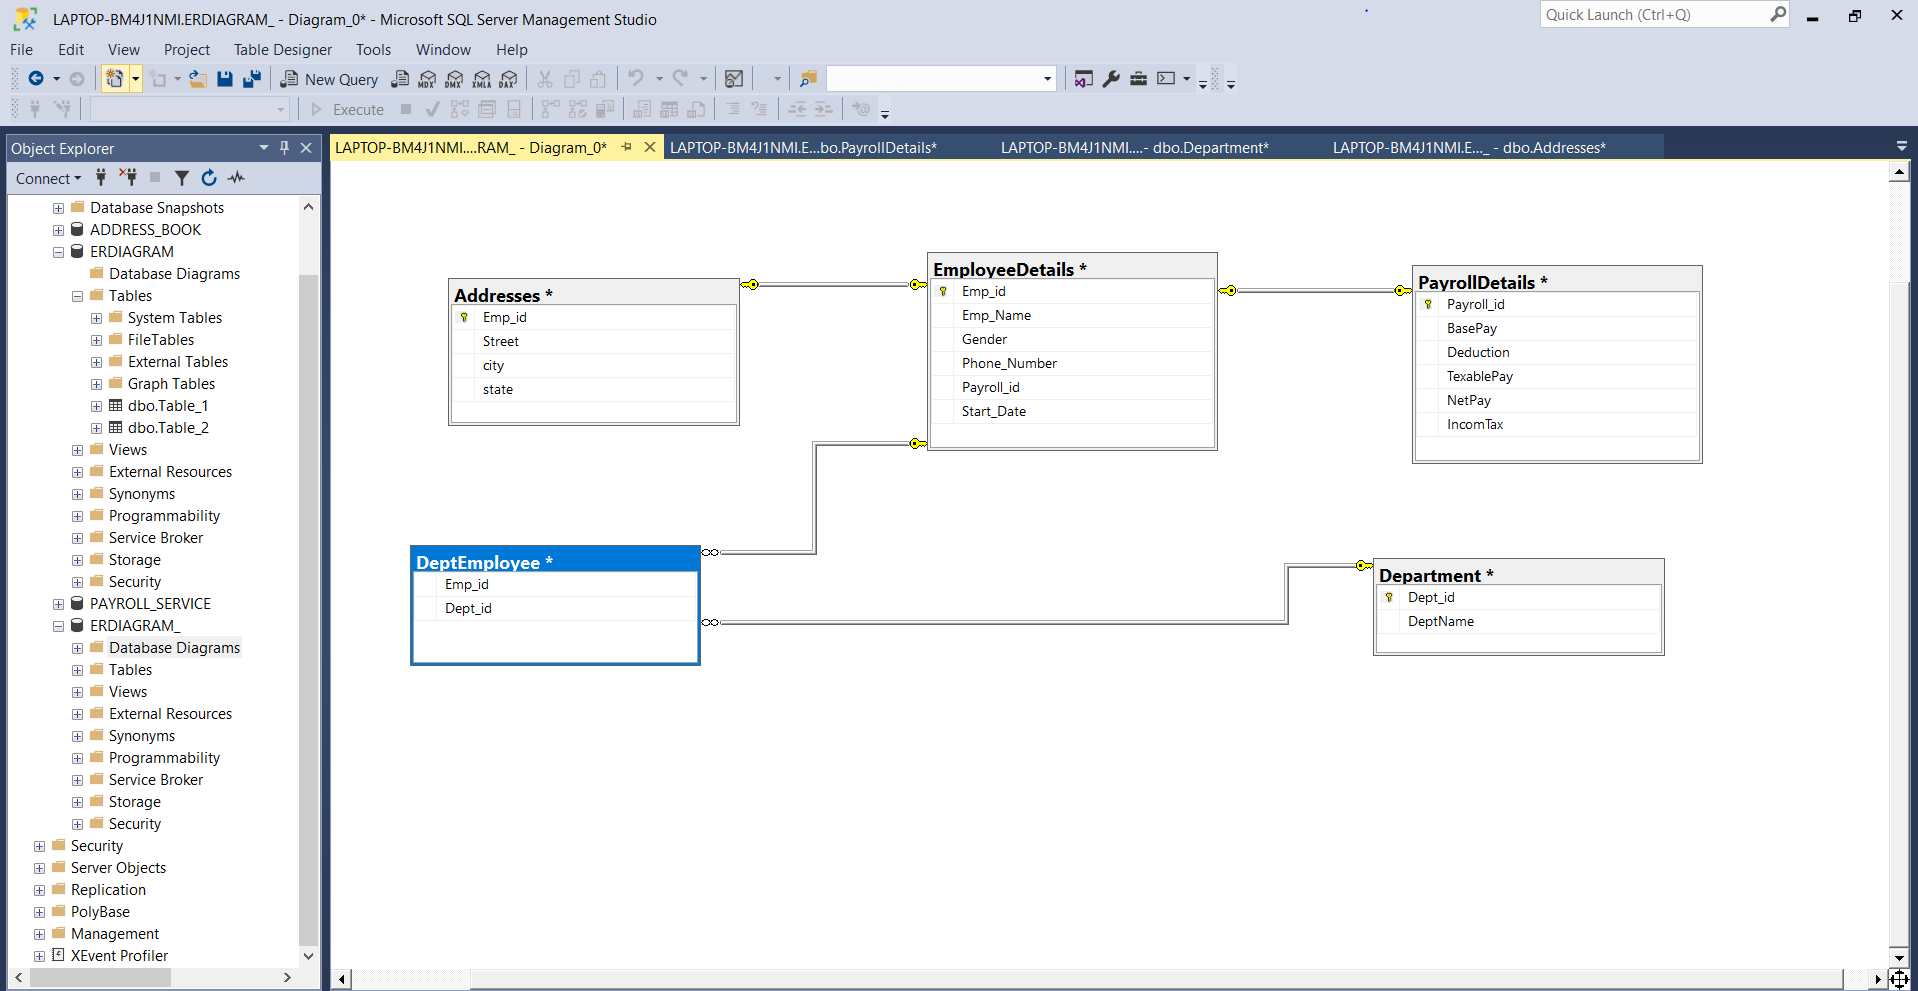 LAPTOP-BM4J1NMI.ERDIAGRAM_ - Diagram_0* - Microsoft SQL Server Management Studio
Quick Launch (Ctrl+Q)
File Edit View Project Table Designer Tools Window Help
New Query MDX DMX XMLA DAX
Execute
Object Explorer
LAPTOP-BM4J1NMI....RAM_ - Diagram_0* LAPTOP-BM4J1NMI.E...bo.PayrollDetails* LAPTOP-BM4J1NMI....- dbo.Department* LAPTOP-BM4J1NMI.E..._ - dbo.Addresses*
Connect
Database Snapshots
ADDRESS_BOOK
ERDIAGRAM
Database Diagrams
Tables
System Tables
FileTables
External Tables
Graph Tables
dbo.Table_1
dbo.Table_2
Views
External Resources
Synonyms
Programmability
Service Broker
Storage
Security
PAYROLL_SERVICE
ERDIAGRAM_
Database Diagrams
Tables
Views
External Resources
Synonyms
Programmability
Service Broker
Storage
Security
Security
Server Objects
Replication
PolyBase
Management
XEvent Profiler
Addresses *
Emp_id
Street
city
state
EmployeeDetails *
Emp_id
Emp_Name
Gender
Phone_Number
Payroll_id
Start_Date
PayrollDetails *
Payroll_id
BasePay
Deduction
TexablePay
NetPay
IncomTax
DeptEmployee *
Emp_id
Dept_id
Department *
Dept_id
DeptName